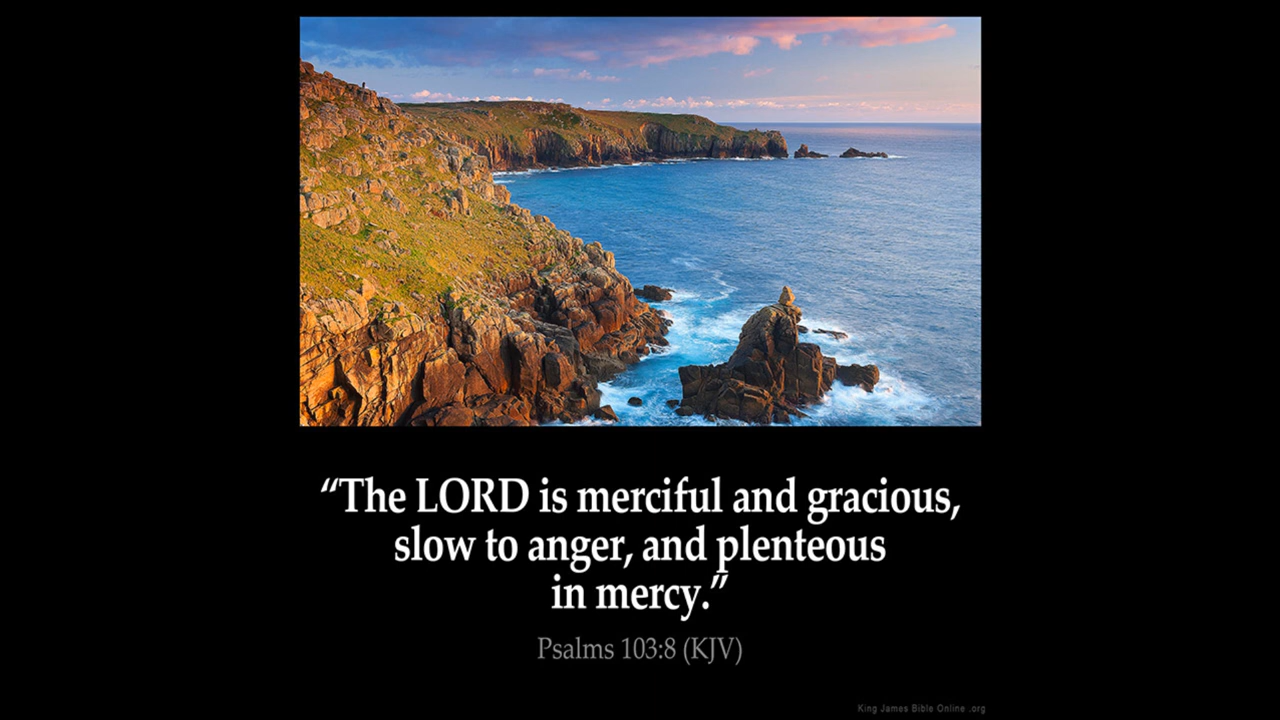 “The LORD is merciful and gracious,
slow to anger, and plenteous
in mercy.”
Psalms 103:8 (KJV)
King James Bible Online .org